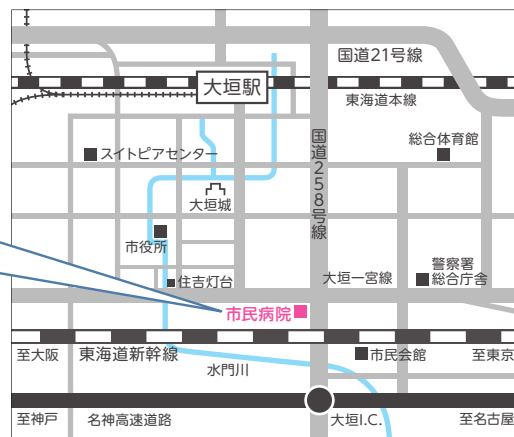 国道21号線
大垣駅
東海道本線
国道258号線
総合体育館
スイトピアセンター
大垣城
市役所
警察署
総合庁舎
大垣一宮線
住吉灯台
市民病院
至大阪
東海道新幹線
市民会館
至東京
水門川
至神戸
名神高速道路
大垣I.C.
至名古屋